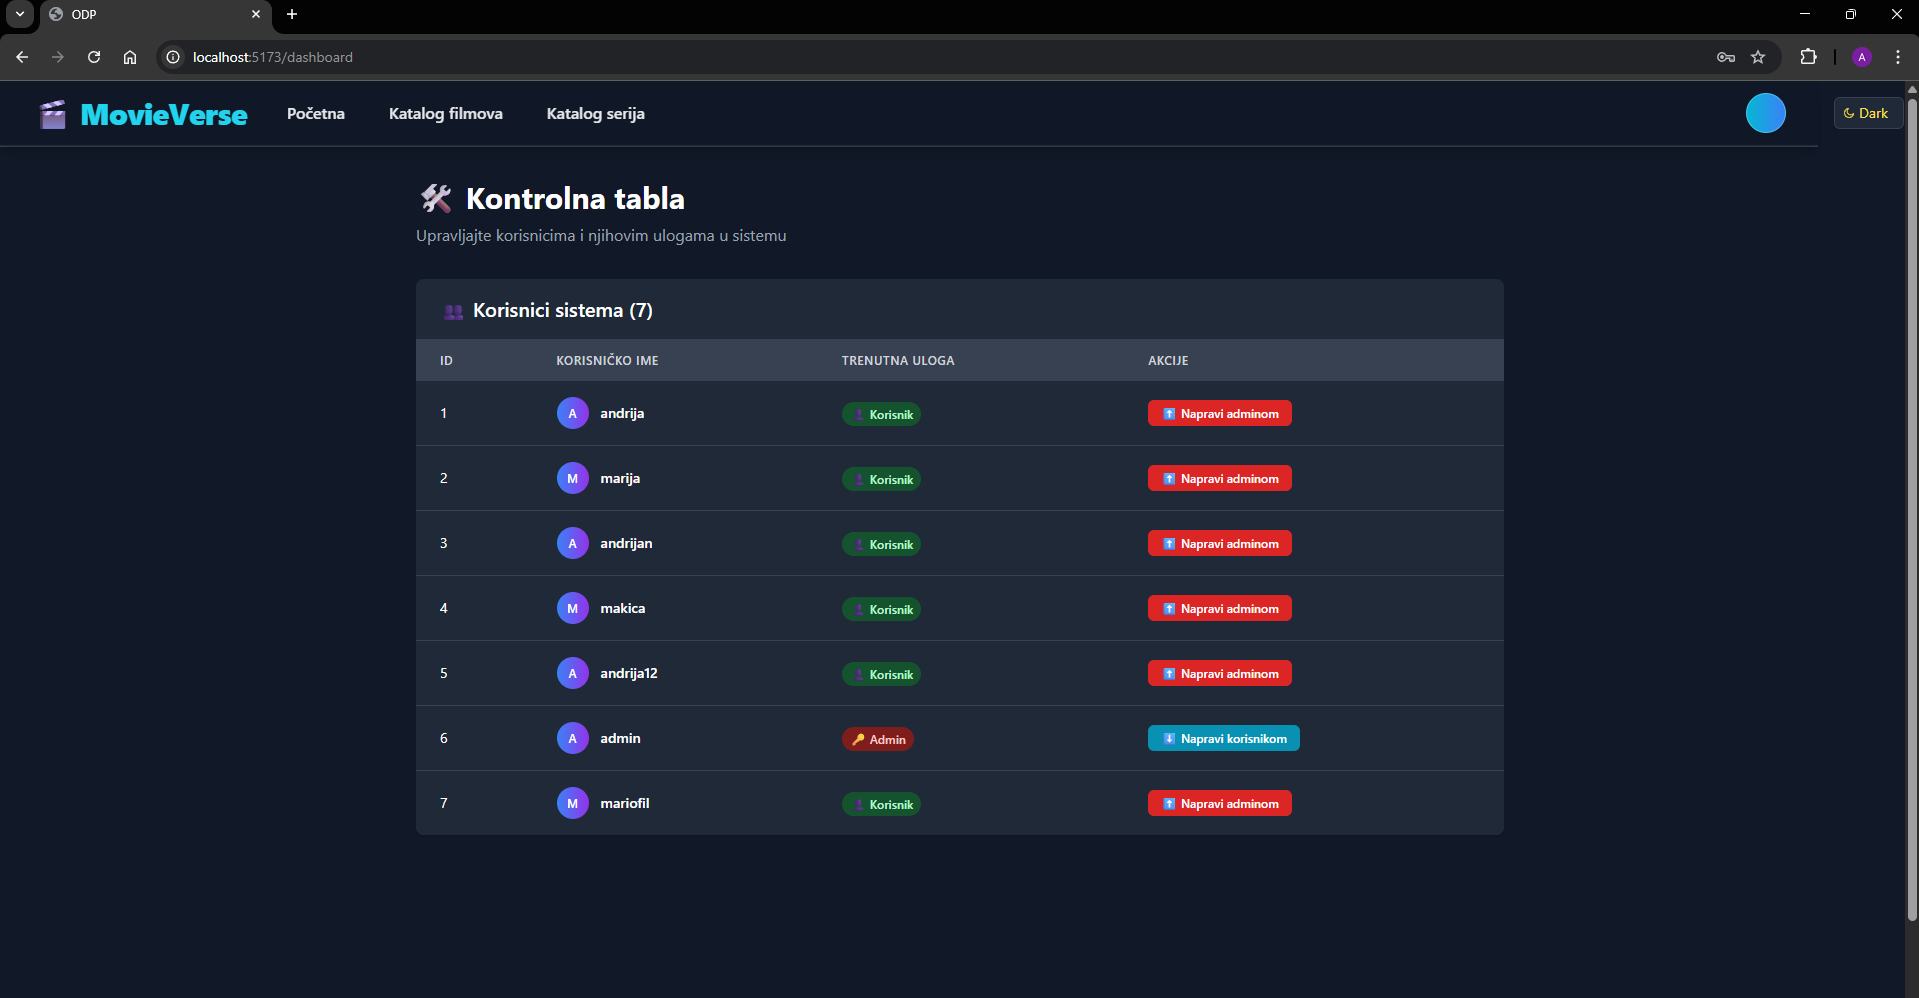 ODP
localhost:5173/dashboard
A
MovieVerse Početna Katalog filmova Katalog serija Dark
Kontrolna tabla
Upravljajte korisnicima i njihovim ulogama u sistemu
Korisnici sistema (7)
ID KORISNIČKO IME TRENUTNA ULOGA AKCIJE
1 A andrija Korisnik Napravi adminom
2 M marija Korisnik Napravi adminom
3 A andrijan Korisnik Napravi adminom
4 M makica Korisnik Napravi adminom
5 A andrija12 Korisnik Napravi adminom
6 A admin Admin Napravi korisnikom
7 M mariofil Korisnik Napravi adminom